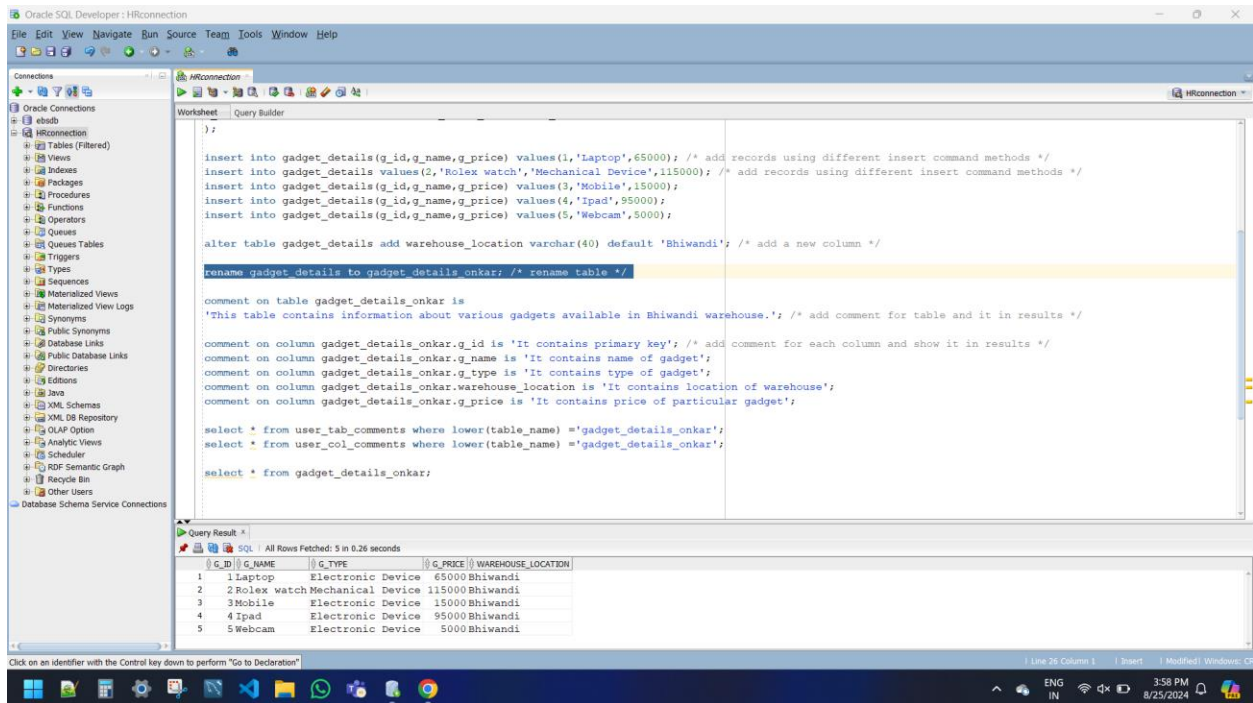 Oracle SQL Developer : HRconnection
File Edit View Navigate Run Source Team Tools Window Help
Connections
HRconnection
HRconnection
Oracle Connections
ebsdb
HRconnection
Tables (Filtered)
Views
Indexes
Packages
Procedures
Functions
Operators
Queues
Queues Tables
Triggers
Types
Sequences
Materialized Views
Materialized View Logs
Synonyms
Public Synonyms
Database Links
Public Database Links
Directories
Editions
Java
XML Schemas
XML DB Repository
OLAP Option
Analytic Views
Scheduler
RDF Semantic Graph
Recycle Bin
Other Users
Database Schema Service Connections
Worksheet Query Builder
);
insert into gadget_details(g_id,g_name,g_price) values(1,'Laptop',65000); /* add records using different insert command methods */
insert into gadget_details values(2,'Rolex watch','Mechanical Device',115000); /* add records using different insert command methods */
insert into gadget_details(g_id,g_name,g_price) values(3,'Mobile',15000);
insert into gadget_details(g_id,g_name,g_price) values(4,'Ipad',95000);
insert into gadget_details(g_id,g_name,g_price) values(5,'Webcam',5000);
alter table gadget_details add warehouse_location varchar(40) default 'Bhiwandi'; /* add a new column */
rename gadget_details to gadget_details_onkar; /* rename table */
comment on table gadget_details_onkar is
'This table contains information about various gadgets available in Bhiwandi warehouse.'; /* add comment for table and it in results */
comment on column gadget_details_onkar.g_id is 'It contains primary key'; /* add comment for each column and show it in results */
comment on column gadget_details_onkar.g_name is 'It contains name of gadget';
comment on column gadget_details_onkar.g_type is 'It contains type of gadget';
comment on column gadget_details_onkar.warehouse_location is 'It contains location of warehouse';
comment on column gadget_details_onkar.g_price is 'It contains price of particular gadget';
select * from user_tab_comments where lower(table_name) ='gadget_details_onkar';
select * from user_col_comments where lower(table_name) ='gadget_details_onkar';
select * from gadget_details_onkar;
Query Result
SQL | All Rows Fetched: 5 in 0.26 seconds
G_ID G_NAME G_TYPE G_PRICE WAREHOUSE_LOCATION
1 1 Laptop Electronic Device 65000 Bhiwandi
2 2 Rolex watch Mechanical Device 115000 Bhiwandi
3 3 Mobile Electronic Device 15000 Bhiwandi
4 4 Ipad Electronic Device 95000 Bhiwandi
5 5 Webcam Electronic Device 5000 Bhiwandi
Click on an identifier with the Control key down to perform "Go to Declaration"
Line 26 Column 1 | Insert | Modified | Windows: CF
ENG
IN
3:58 PM
8/25/2024